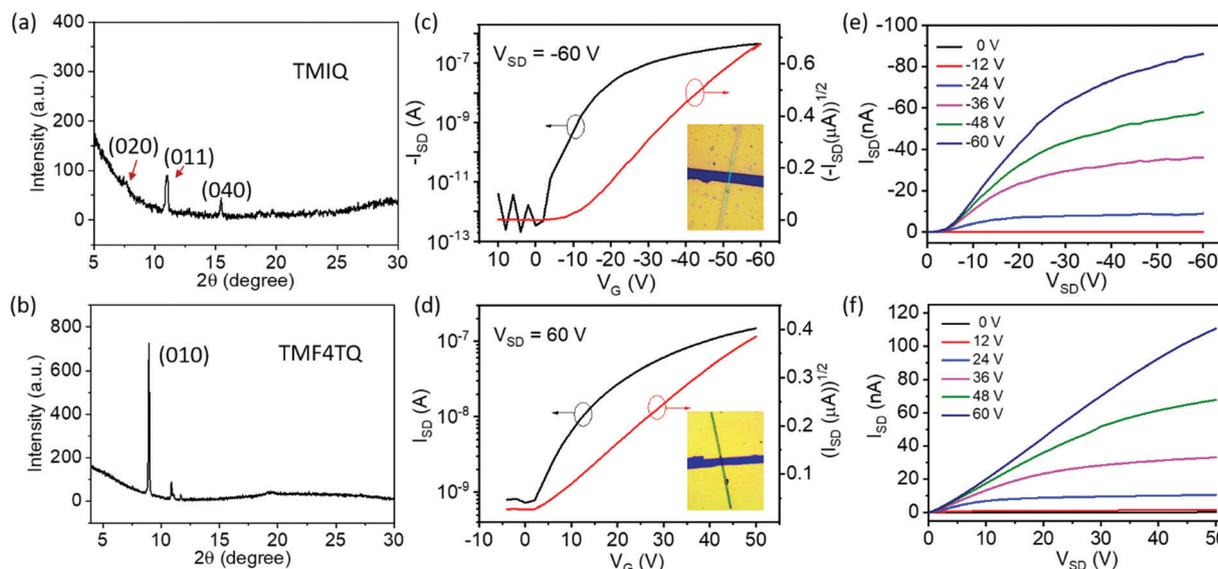 (a)
400
300
200
100
0
Intensity (a.u.)
TMIQ
(020)
(011)
(040)
5 10 15 20 25 30
2θ (degree)
(b)
800
600
400
200
0
Intensity (a.u.)
TMF4TQ
(010)
5 10 15 20 25 30
2θ (degree)
(c)
V_SD = -60 V
10⁻⁷
10⁻⁹
10⁻¹¹
10⁻¹³
-I_SD (A)
0.6
0.4
0.2
0
(-I_SD(μA))^1/2
10 0 -10 -20 -30 -40 -50 -60
V_G (V)
(d)
V_SD = 60 V
10⁻⁷
10⁻⁸
10⁻⁹
I_SD (A)
0.4
0.3
0.2
0.1
(I_SD (μA))^1/2
-10 0 10 20 30 40 50
V_G (V)
(e)
-100
-80
-60
-40
-20
0
I_SD(nA)
0 V
-12 V
-24 V
-36 V
-48 V
-60 V
0 -10 -20 -30 -40 -50 -60
V_SD(V)
(f)
120
100
80
60
40
20
0
I_SD (nA)
0 V
12 V
24 V
36 V
48 V
60 V
0 10 20 30 40
V_SD (V)